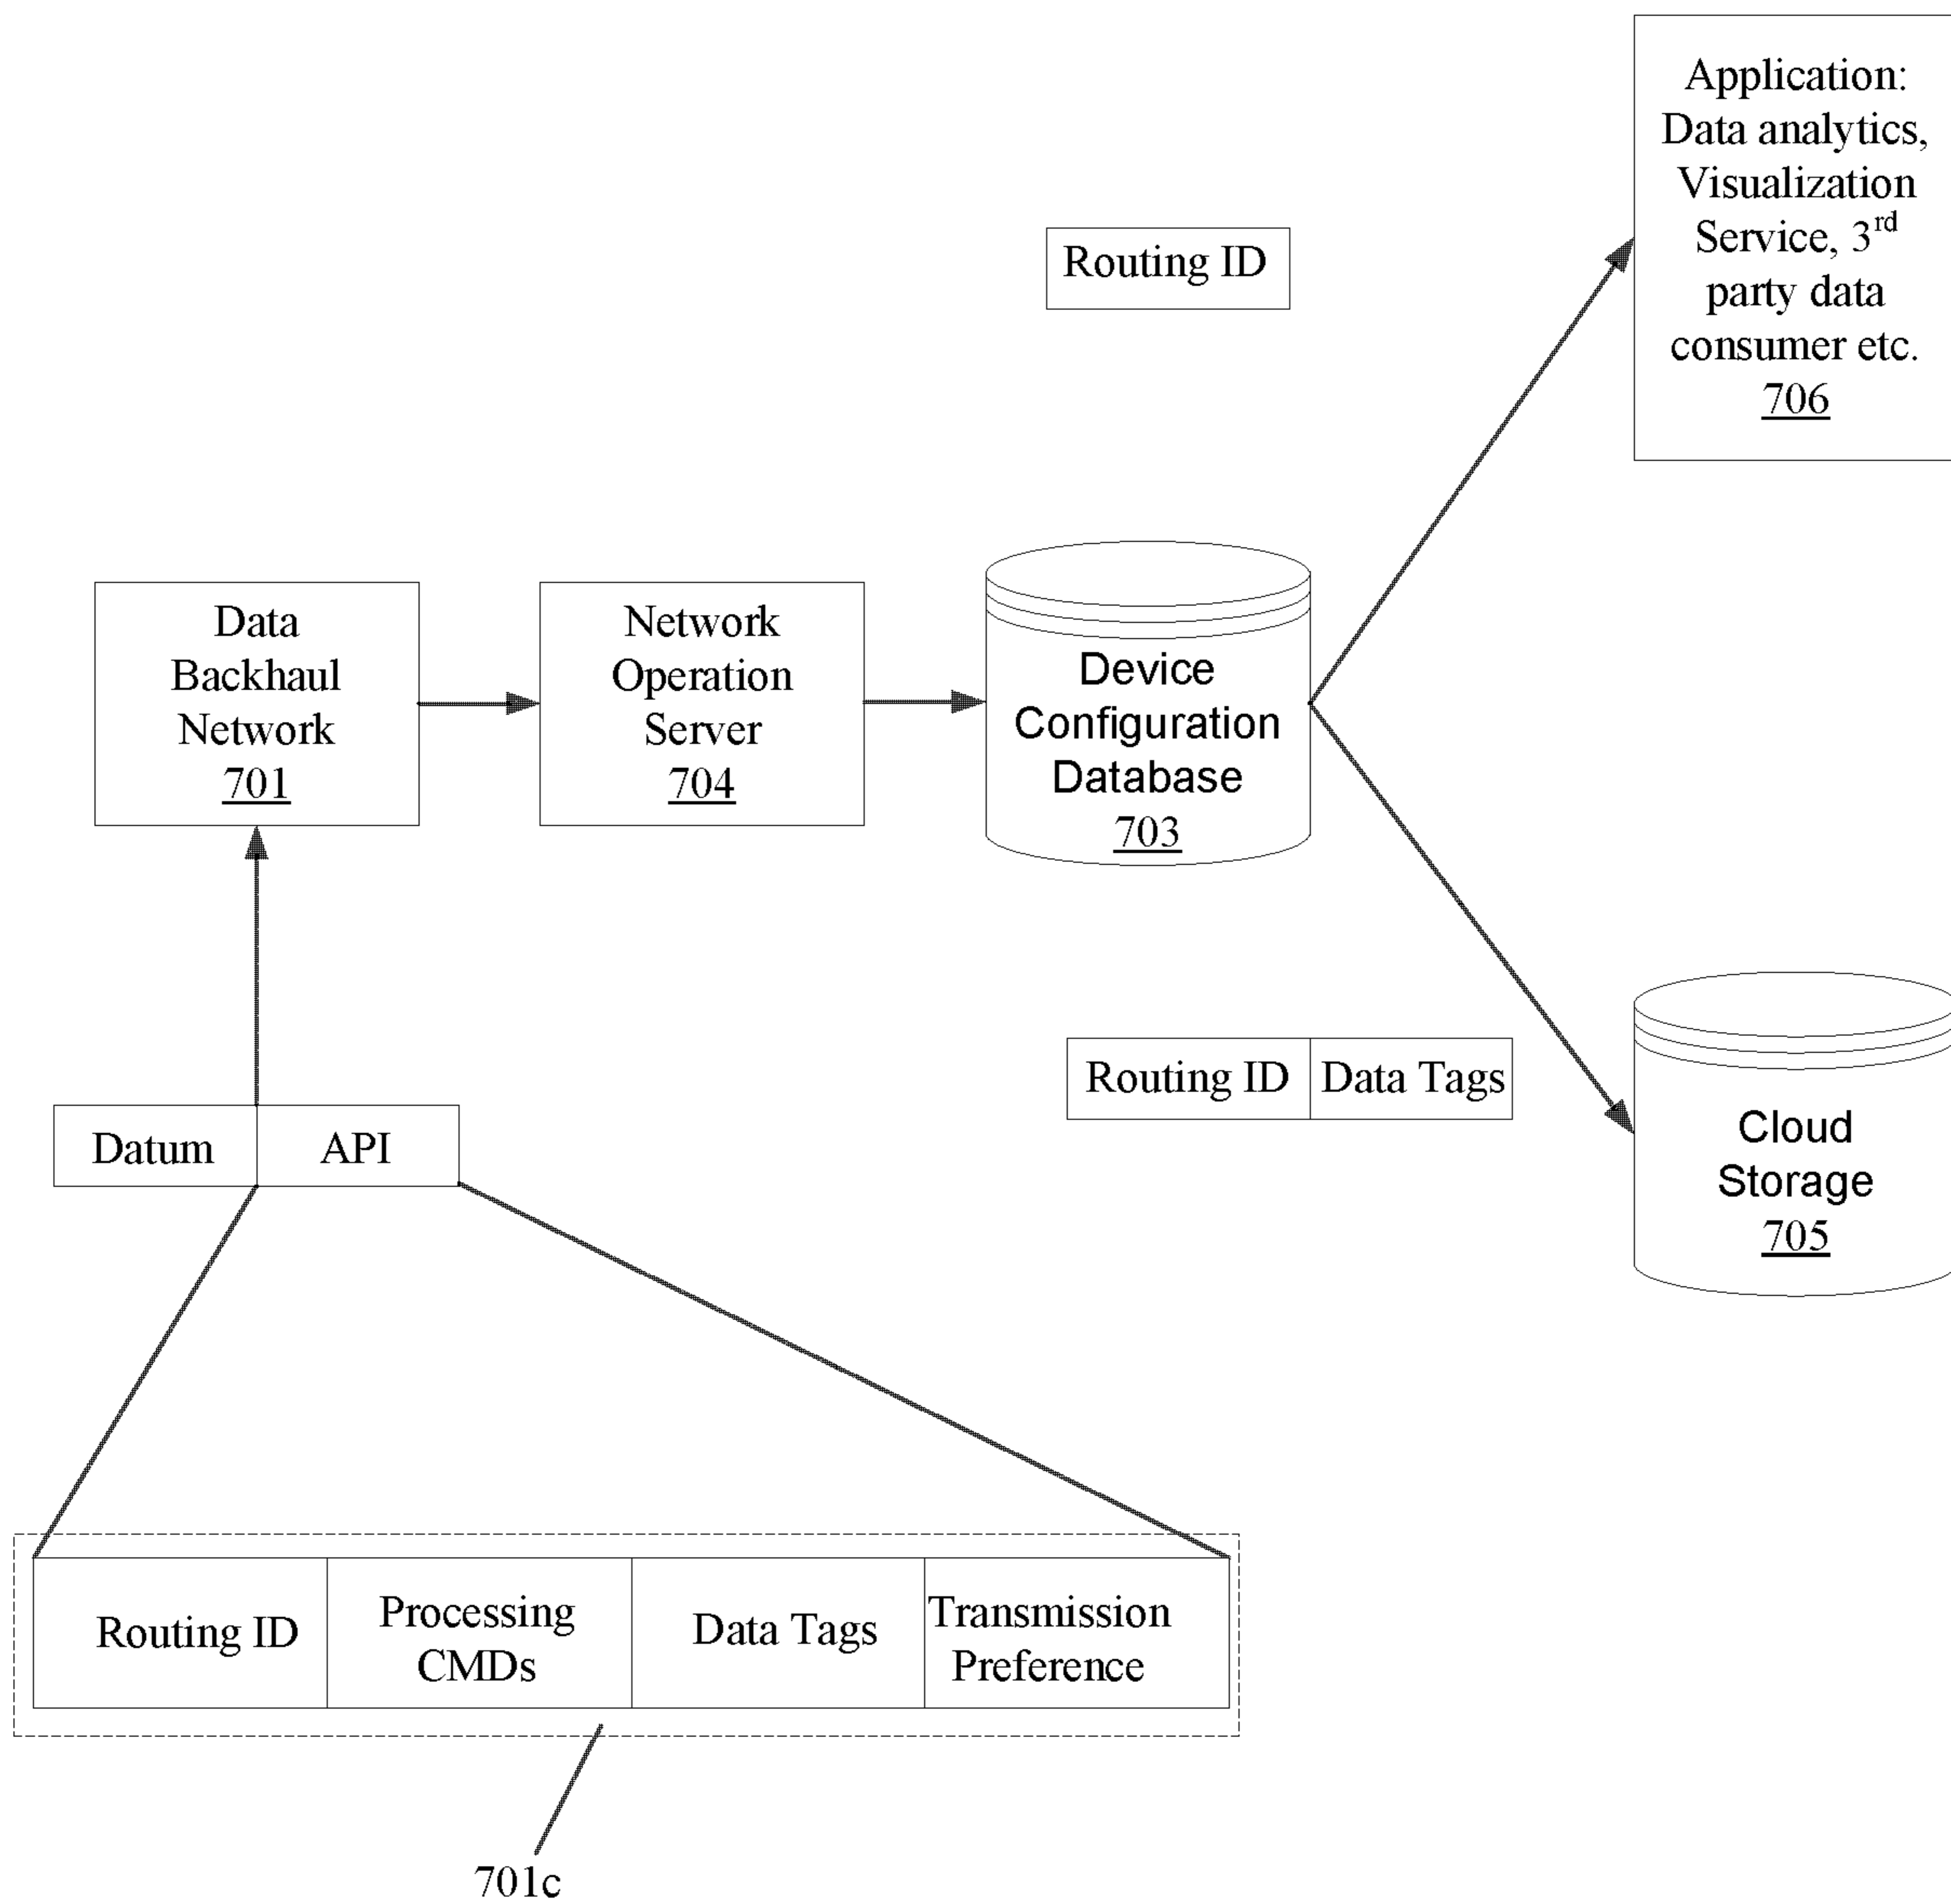 Application:
Data analytics,
Visualization
Service, 3rd
party data
consumer etc.
706
Routing ID
Data
Backhaul
Network
701
Network
Operation
Server
704
Device
Configuration
Database
703
Routing ID Data Tags
Cloud
Storage
705
Datum API
Routing ID
Processing
CMDs
Data Tags
Transmission
Preference
701c